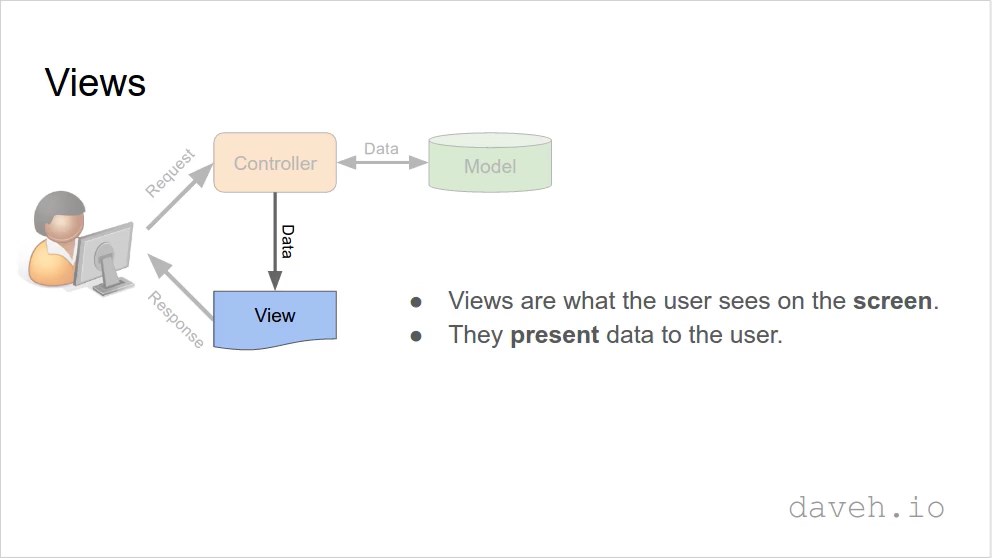 Views
Request
Controller
Data
Model
Data
Response
View
● Views are what the user sees on the screen.
● They present data to the user.
daveh.io